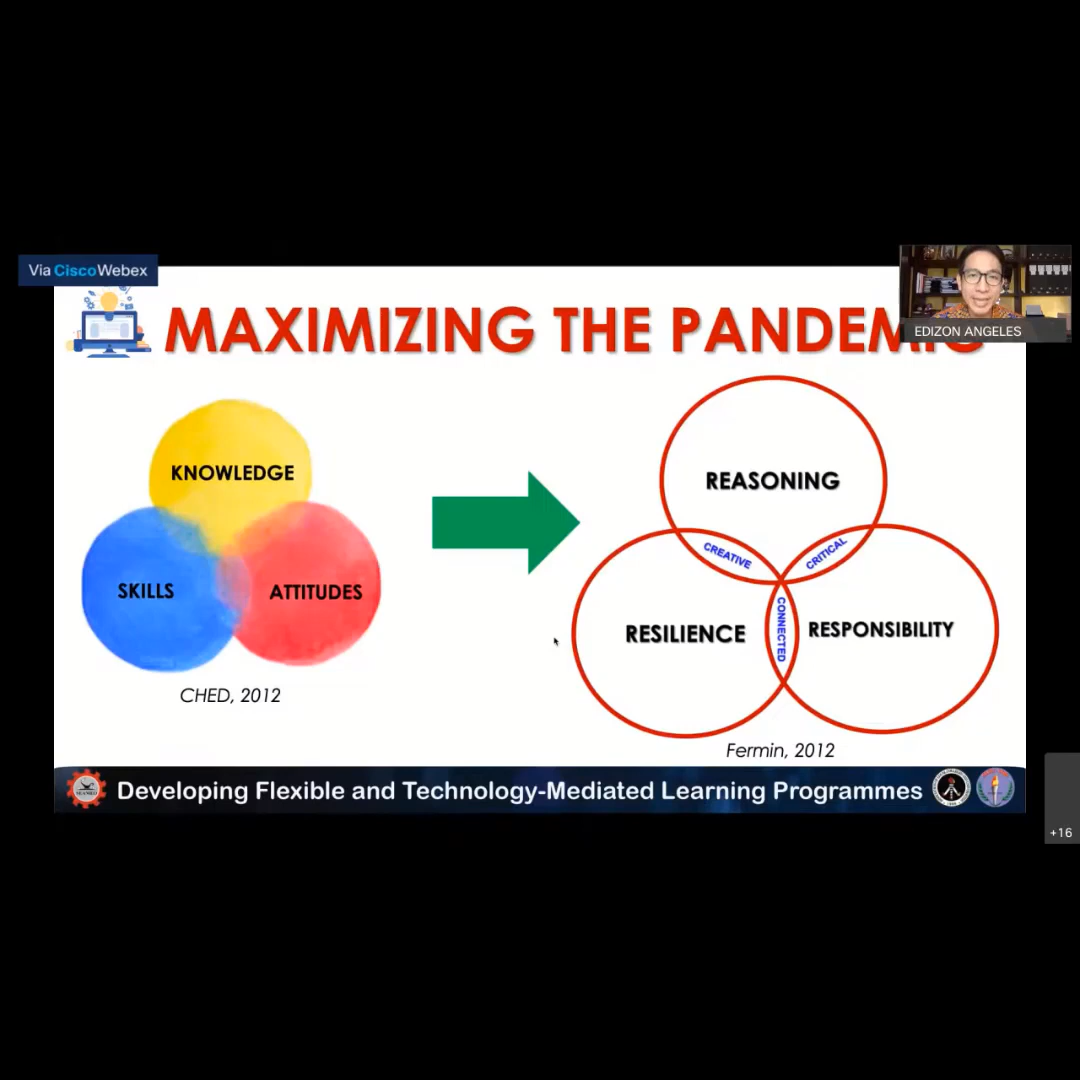 Via CiscoWebex
EDIZON ANGELES
MAXIMIZING THE PANDEMIC
KNOWLEDGE
SKILLS
ATTITUDES
CHED, 2012
REASONING
CREATIVE
CRITICAL
CONNECTED
RESILIENCE
RESPONSIBILITY
Fermin, 2012
Developing Flexible and Technology-Mediated Learning Programmes
+16